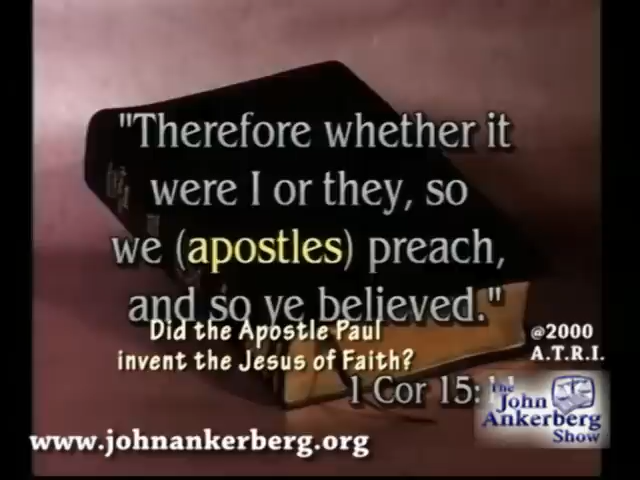 "Therefore whether it
were I or they, so
we (apostles) preach,
and so ye believed."
Did the Apostle Paul
invent the Jesus of Faith?
@2000
A.T.R.I.
1 Cor 15:
The
John
Ankerberg
Show
www.johnankerberg.org